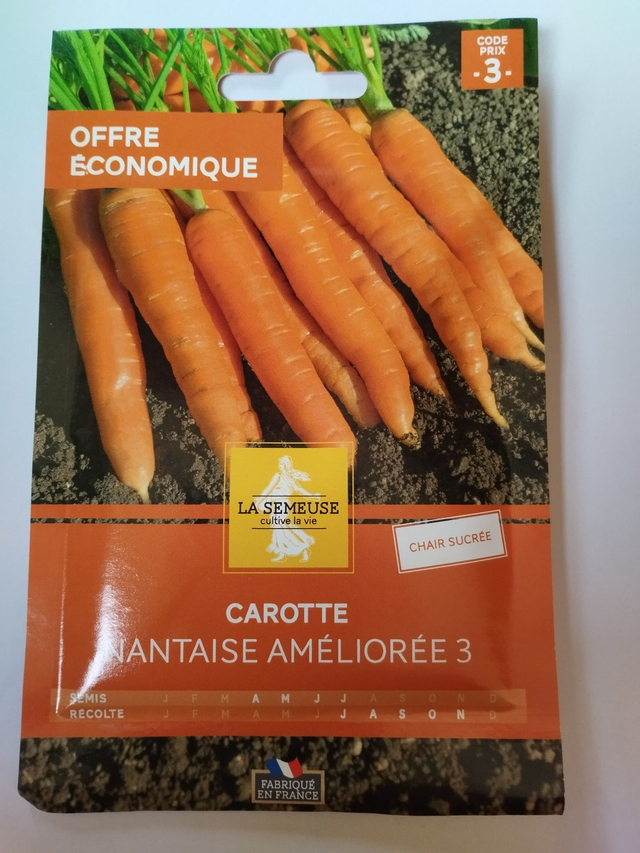 CODE
PRIX
-3-
OFFRE
ÉCONOMIQUE
LA SEMEUSE
cultive la vie
CHAIR SUCRÉE
CAROTTE
NANTAISE AMÉLIORÉE 3
SEMIS J F M A M J J A S O N D
RÉCOLTE J F M A M J J A S O N D
FABRIQUÉ
EN FRANCE